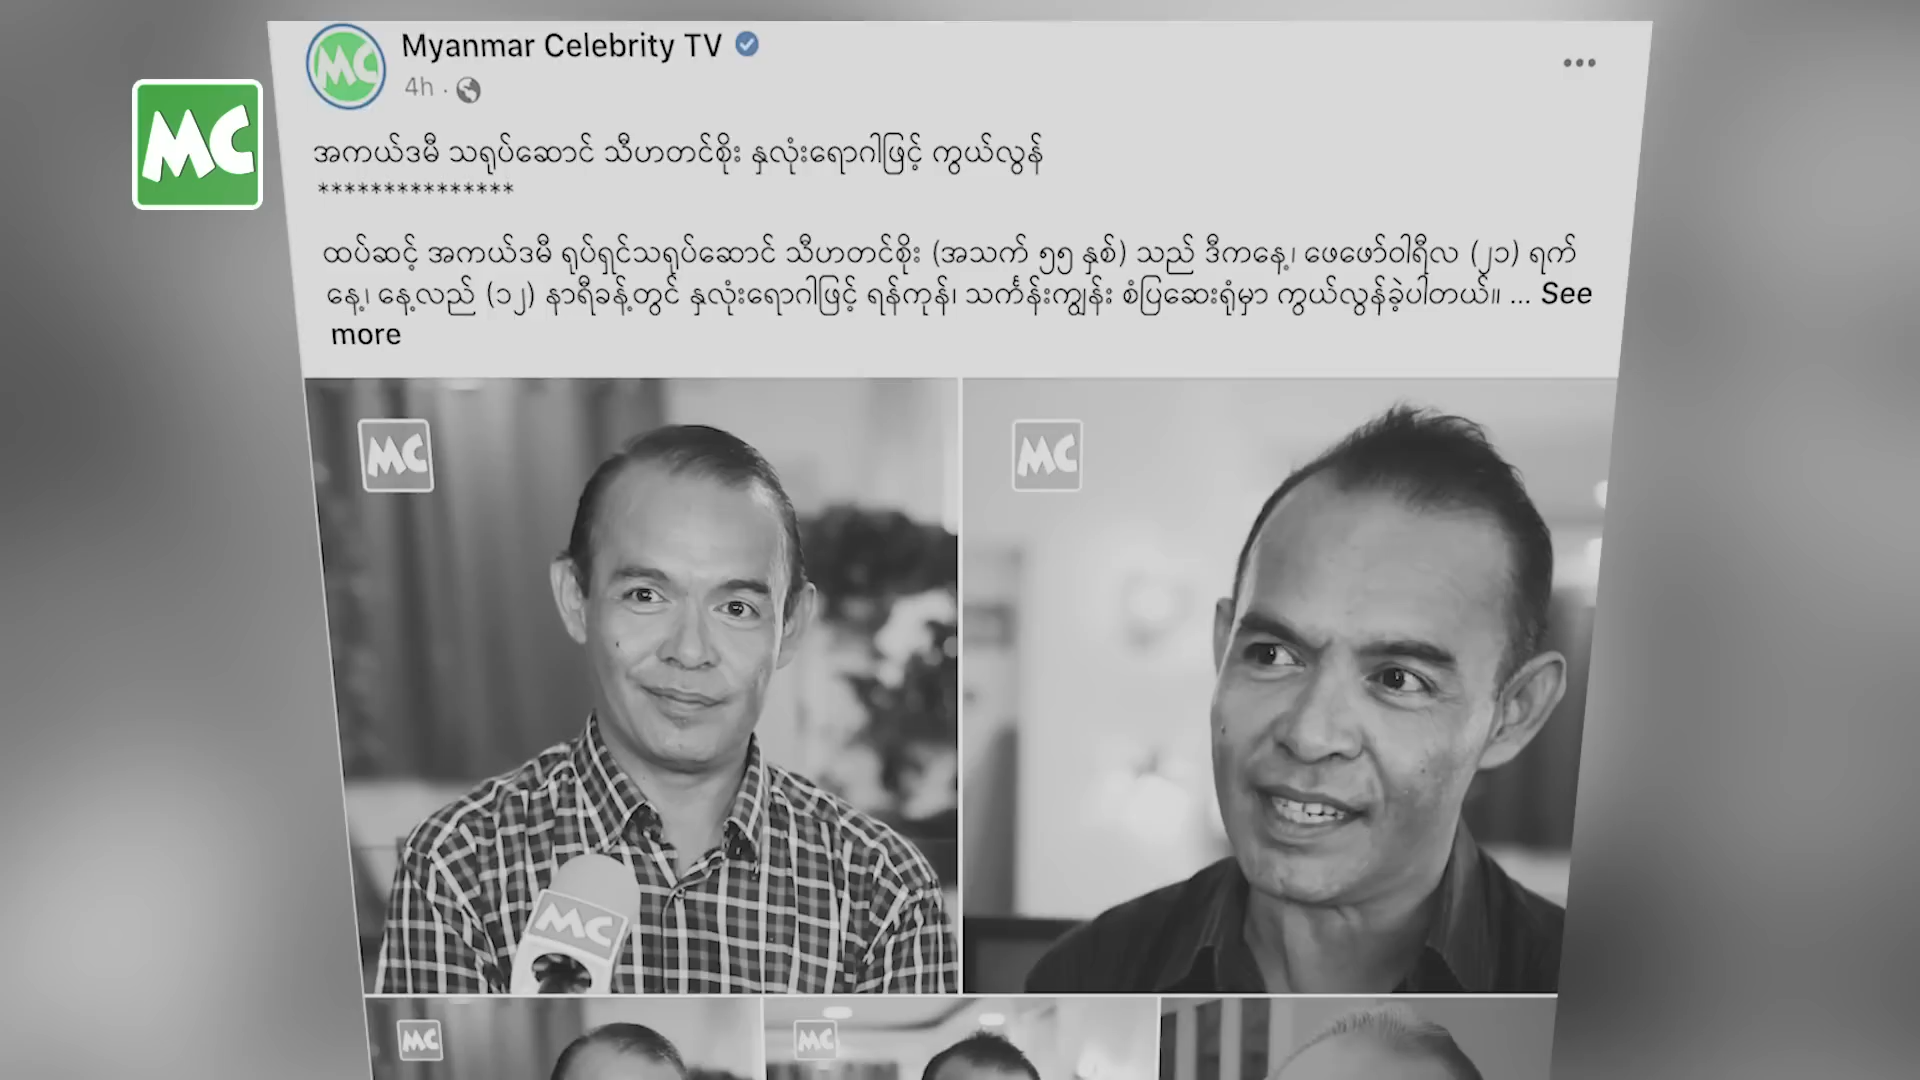 Myanmar Celebrity TV
4h ·
MC
MC
အကယ်ဒမီ သရုပ်ဆောင် သီဟတင်စိုး နှလုံးရောဂါဖြင့် ကွယ်လွန်
***************
ထပ်ဆင့် အကယ်ဒမီ ရုပ်ရှင်သရုပ်ဆောင် သီဟတင်စိုး (အသက် ၅၅ နှစ်) သည် ဒီကနေ့၊ ဖေဖော်ဝါရီလ (၂၁) ရက်
နေ့၊ နေ့လည် (၁၂) နာရီခန့်တွင် နှလုံးရောဂါဖြင့် ရန်ကုန်၊ သင်္ကန်းကျွန်း စံပြဆေးရုံမှာ ကွယ်လွန်ခဲ့ပါတယ်။ ... See
more
MC
MC
MC
MC
MC